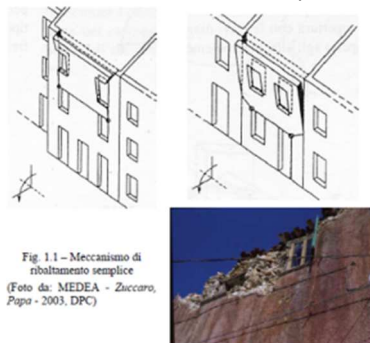 Fig. 1.1 – Meccanismo di
ribaltamento semplice
(Foto da: MEDEA - Zuccaro,
Papa - 2003, DPC)